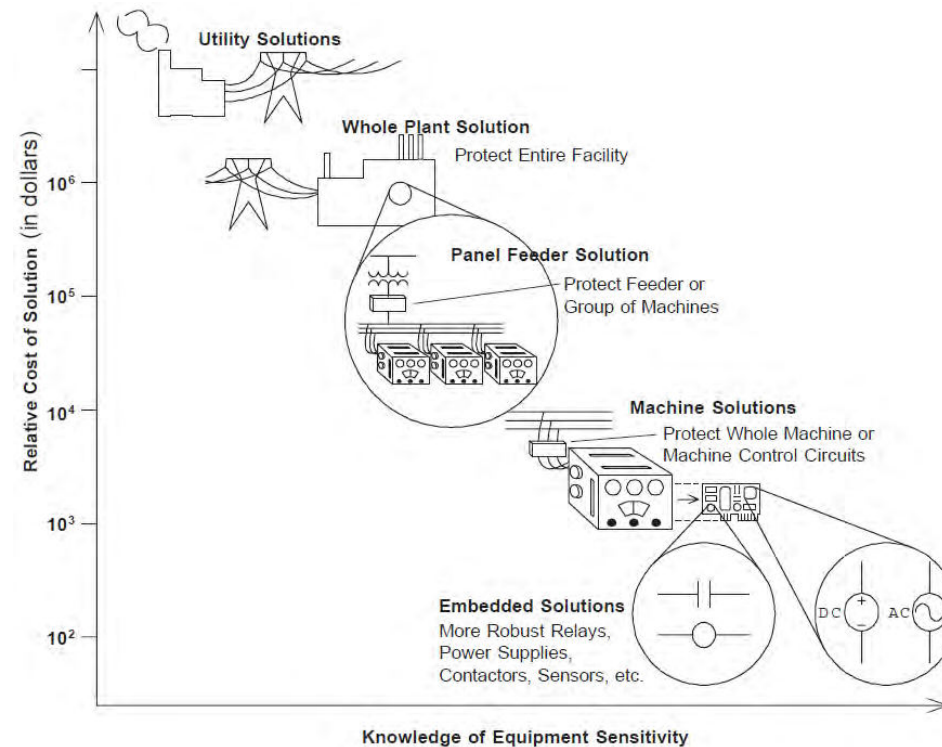 Utility Solutions
Whole Plant Solution
Protect Entire Facility
Relative Cost of Solution (in dollars)
10⁶
Panel Feeder Solution
Protect Feeder or
Group of Machines
10⁵
10⁴
Machine Solutions
Protect Whole Machine or
Machine Control Circuits
10³
Embedded Solutions
More Robust Relays,
Power Supplies,
Contactors, Sensors, etc.
DC + −
AC
10²
Knowledge of Equipment Sensitivity